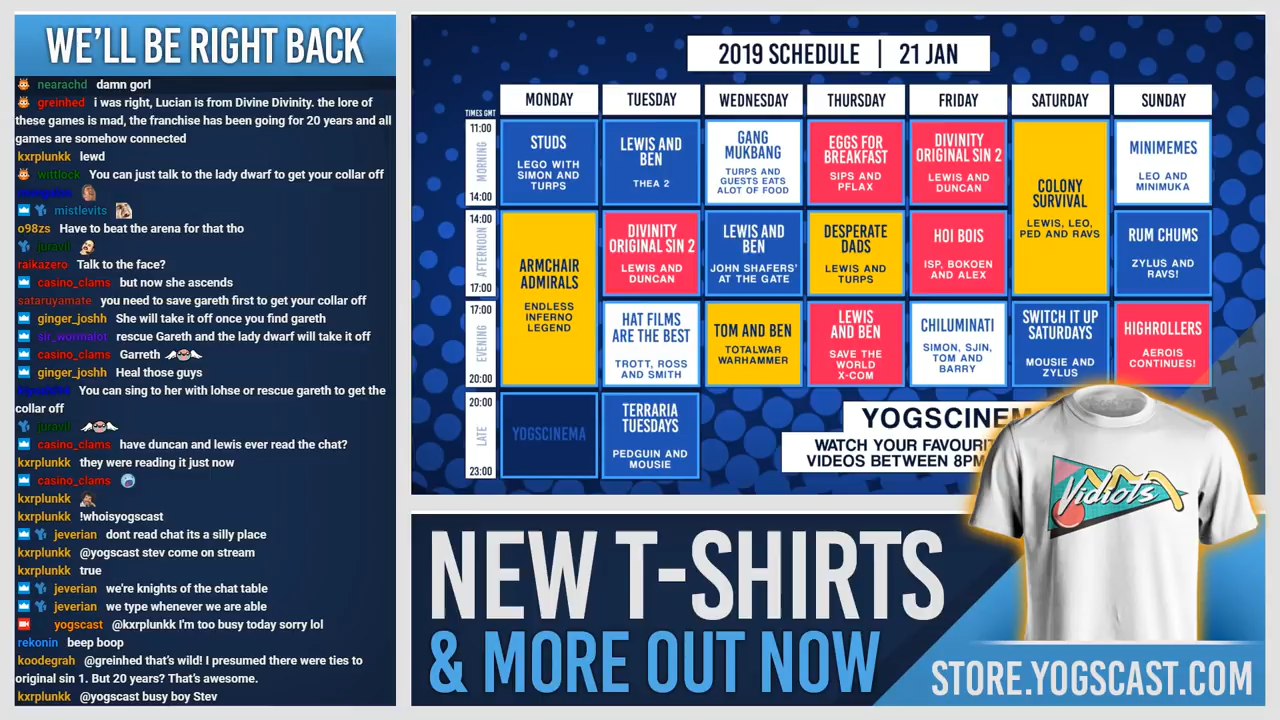 WE'LL BE RIGHT BACK
nearachd damn gorl
greinhed i was right, Lucian is from Divine Divinity. the lore of
these games is mad, the franchise has been going for 20 years and all
games are somehow connected
kxrplunkk lewd
wittlock You can just talk to the lady dwarf to get your collar off
mistlevits
o98zs Have to beat the arena for that tho
juravil
raikazero Talk to the face?
casino_clams but now she ascends
sataruyamate you need to save gareth first to get your collar off
ginger_joshh She will take it off once you find gareth
sir_wormalot rescue Gareth and the lady dwarf will take it off
casino_clams Gareth
ginger_joshh Heal those guys
You can sing to her with lohse or rescue gareth to get the
collar off
juravil
casino_clams have duncan and lewis ever read the chat?
kxrplunkk they were reading it just now
casino_clams
kxrplunkk
kxrplunkk !whoisyogscast
jeverian dont read chat its a silly place
kxrplunkk @yogscast stev come on stream
kxrplunkk true
jeverian we're knights of the chat table
jeverian we type whenever we are able
yogscast @kxrplunkk I'm too busy today sorry lol
rekonin beep boop
koodegrah @greinhed that's wild! I presumed there were ties to
original sin 1. But 20 years? That's awesome.
kxrplunkk @yogscast busy boy Stev
2019 SCHEDULE | 21 JAN
TIMES GMT
MONDAY TUESDAY WEDNESDAY THURSDAY FRIDAY SATURDAY SUNDAY
11:00
MORNING
14:00
STUDS
LEGO WITH
SIMON AND
TURPS
LEWIS AND
BEN
THEA 2
GANG
MUKBANG
TURPS AND
GUESTS EATS
ALOT OF FOOD
EGGS FOR
BREAKFAST
SIPS AND
PFLAX
DIVINITY
ORIGINAL SIN 2
LEWIS AND
DUNCAN
COLONY
SURVIVAL
LEWIS, LEO,
PED AND RAVS
MINIMEMES
LEO AND
MINIMUKA
14:00
AFTERNOON
17:00
ARMCHAIR
ADMIRALS
ENDLESS
INFERNO
LEGEND
DIVINITY
ORIGINAL SIN 2
LEWIS AND
DUNCAN
LEWIS AND
BEN
JOHN SHAFERS'
AT THE GATE
DESPERATE
DADS
LEWIS AND
TURPS
HOI BOIS
ISP, BOKOEN
AND ALEX
RUM CHUMS
ZYLUS AND
RAVS!
17:00
EVENING
20:00
HAT FILMS
ARE THE BEST
TROTT, ROSS
AND SMITH
TOM AND BEN
TOTALWAR
WARHAMMER
LEWIS
AND BEN
SAVE THE
WORLD
X-COM
CHILUMINATI
SIMON, SJIN,
TOM AND
BARRY
SWITCH IT UP
SATURDAYS
MOUSIE AND
ZYLUS
HIGHROLLERS
AEROIS
CONTINUES!
20:00
LATE
23:00
YOGSCINEMA
TERRARIA
TUESDAYS
PEDGUIN AND
MOUSIE
YOGSCINEM
WATCH YOUR FAVOURIT
VIDEOS BETWEEN 8PM
Vidiots
NEW T-SHIRTS
& MORE OUT NOW
STORE.YOGSCAST.COM